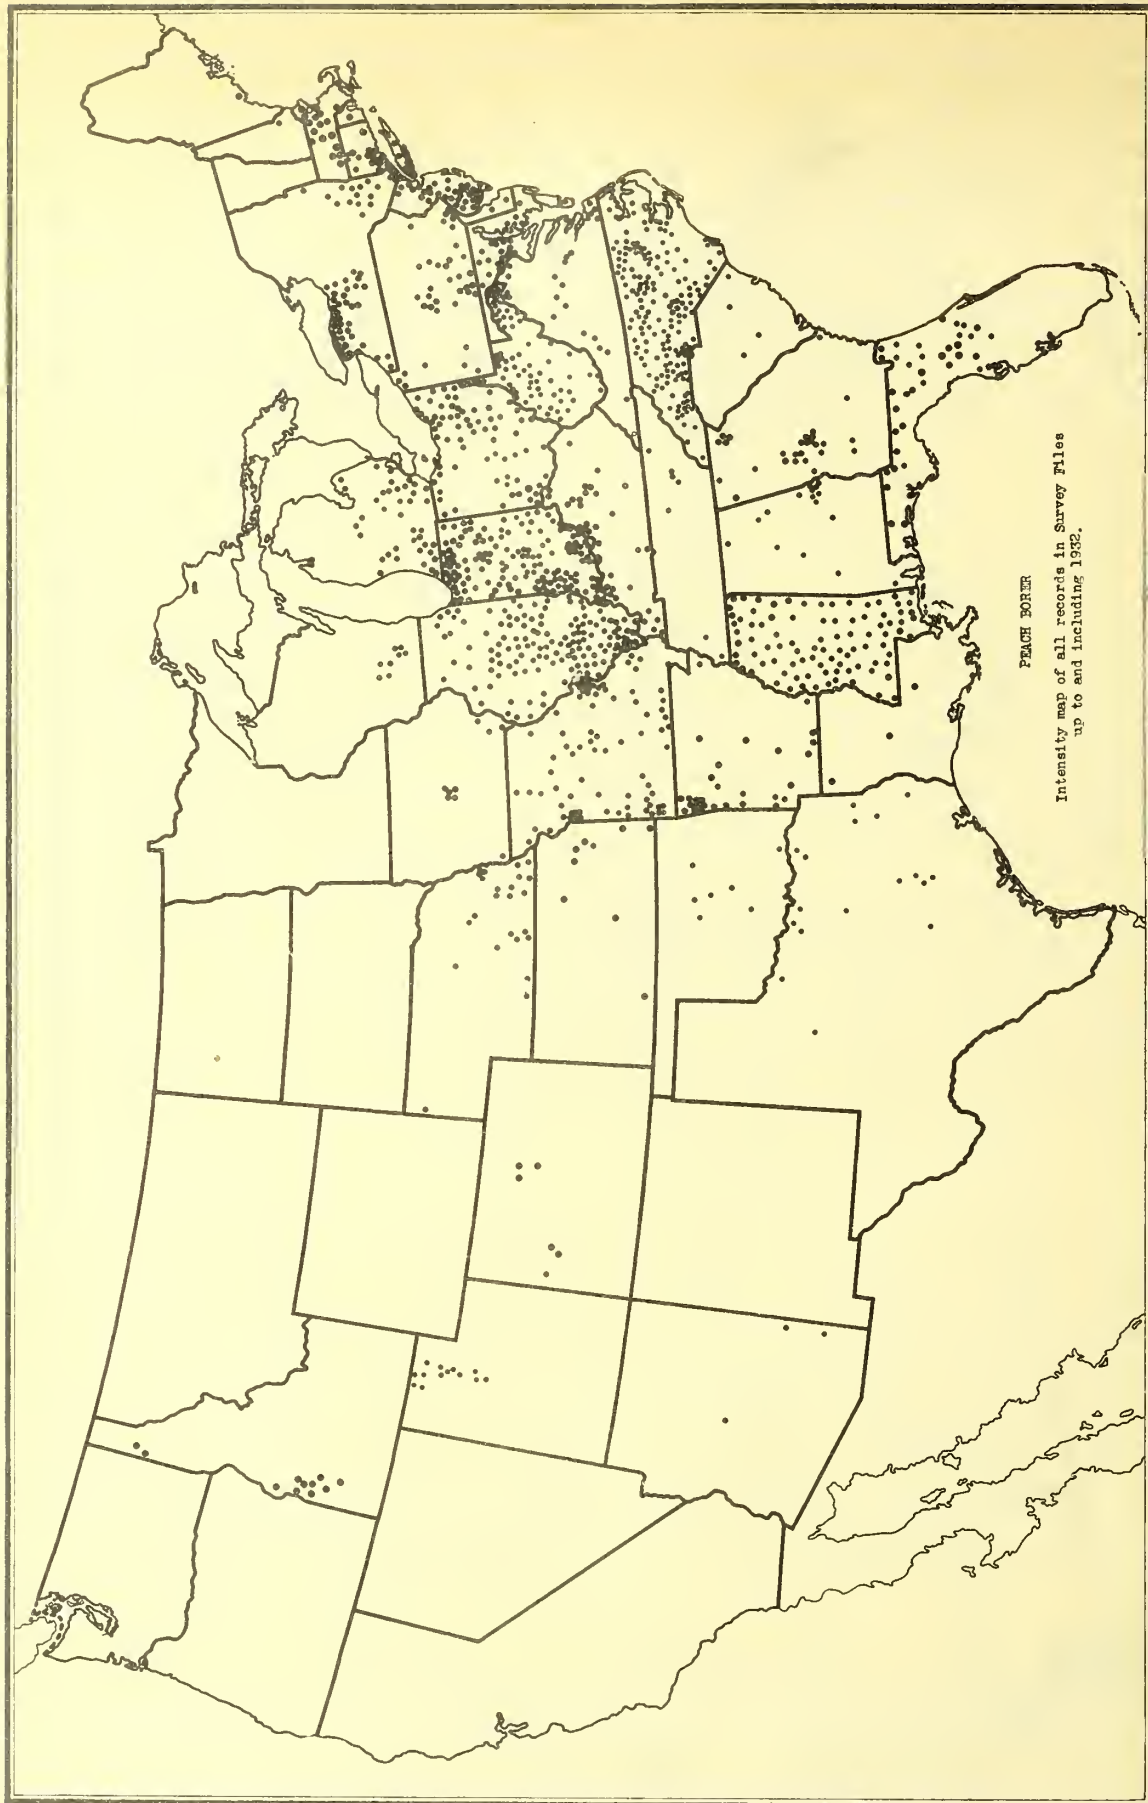 PEACH BORER
Intensity map of all records in Survey Files
up to and including 1932.